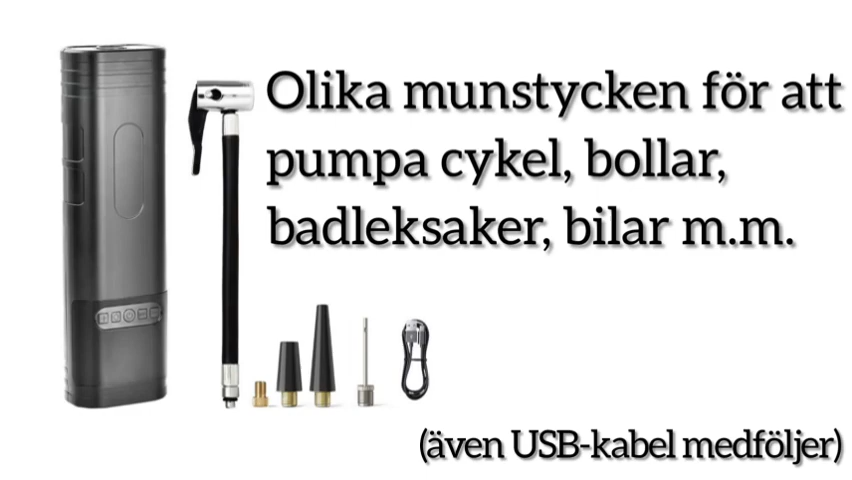 Olika munstycken för att
pumpa cykel, bollar,
badleksaker, bilar m.m.
(även USB-kabel medföljer)